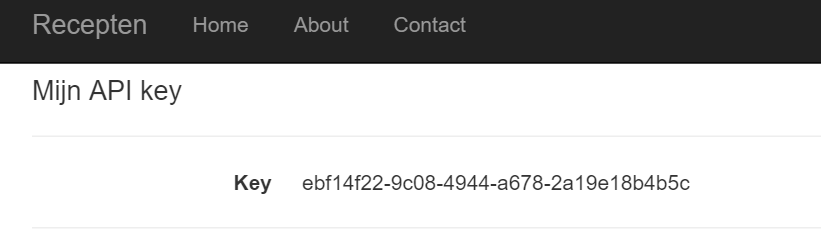 Recepten Home About Contact
Mijn API key
Key ebf14f22-9c08-4944-a678-2a19e18b4b5c